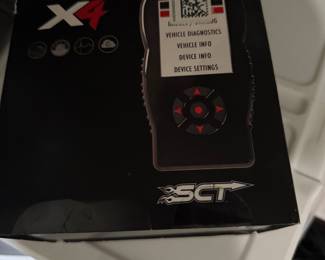 X4
VEHICLE DIAGNOSTICS
VEHICLE INFO
DEVICE INFO
DEVICE SETTINGS
SCT